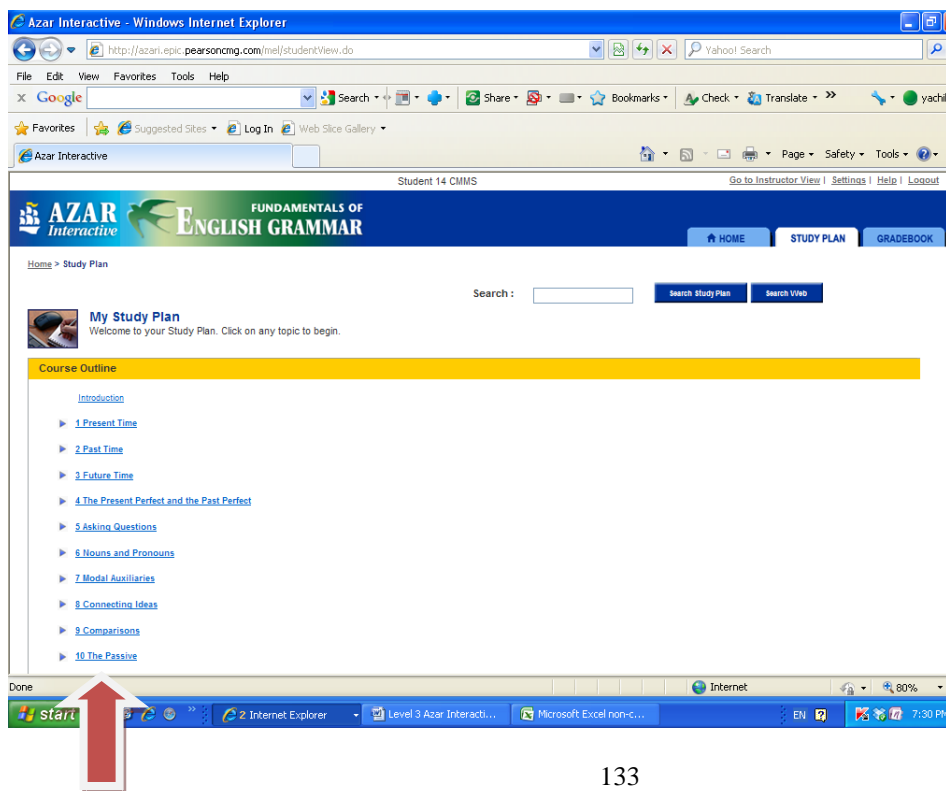 Azar Interactive - Windows Internet Explorer
http://azari.epic.pearsoncmg.com/mel/studentView.do
Yahoo! Search
File Edit View Favorites Tools Help
x Google Search Share Bookmarks Check Translate »
Favorites Suggested Sites Log In Web Slice Gallery
Azar Interactive Page Safety Tools
Student 14 CMMS Go to Instructor View | Settings | Help | Logout
AZAR Interactive FUNDAMENTALS OF ENGLISH GRAMMAR
HOME STUDY PLAN GRADEBOOK
Home > Study Plan
Search : Search Study Plan Search Web
My Study Plan
Welcome to your Study Plan. Click on any topic to begin.
Course Outline
Introduction
1 Present Time
2 Past Time
3 Future Time
4 The Present Perfect and the Past Perfect
5 Asking Questions
6 Nouns and Pronouns
7 Modal Auxiliaries
8 Connecting Ideas
9 Comparisons
10 The Passive
Done Internet 80%
start » 2 Internet Explorer Level 3 Azar Interacti... Microsoft Excel non-c... EN 7:30 PM
133